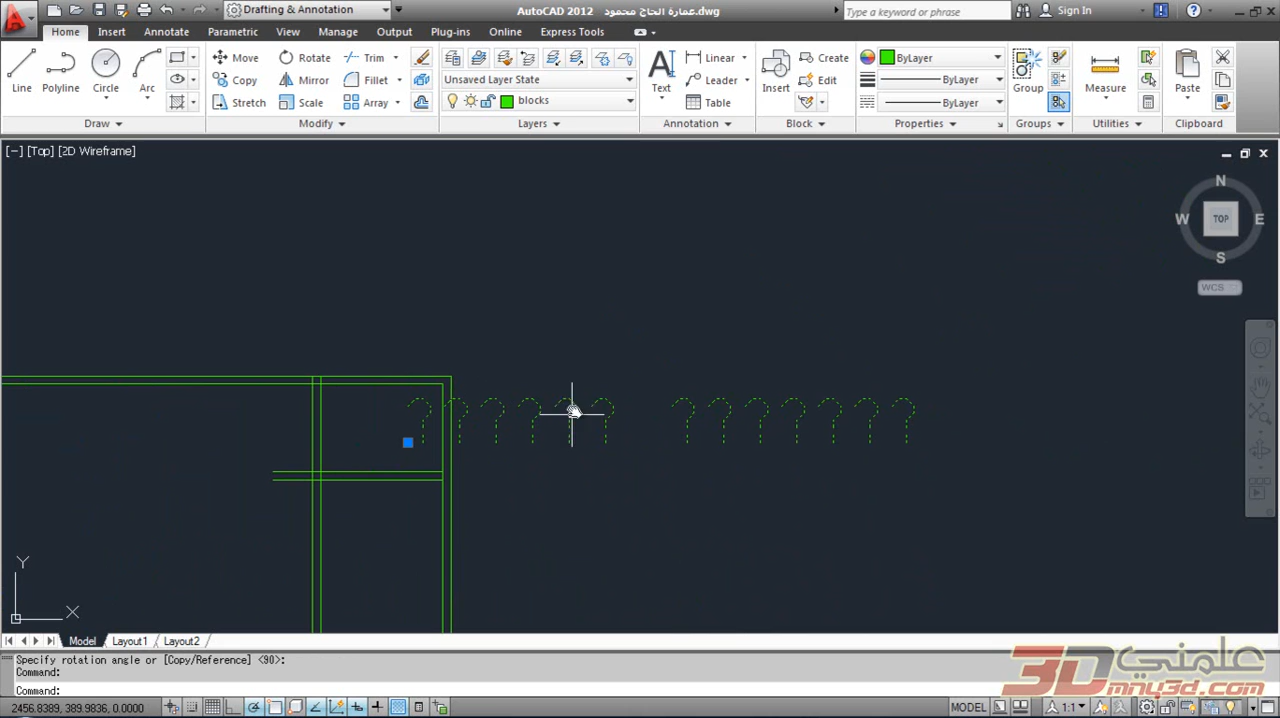 Drafting & Annotation
AutoCAD 2012 عمارة الحاج محمود.dwg
Type a keyword or phrase
Sign In
Home Insert Annotate Parametric View Manage Output Plug-ins Online Express Tools
Line Polyline Circle Arc
Move Rotate Trim
Copy Mirror Fillet
Stretch Scale Array
Unsaved Layer State
blocks
Text
Linear
Leader
Table
Insert
Create
Edit
ByLayer
ByLayer
ByLayer
Group
Measure
Paste
Draw Modify Layers Annotation Block Properties Groups Utilities Clipboard
[−] [Top] [2D Wireframe]
N
W TOP E
S
WCS
?????? ???????
Y
X
Model Layout1 Layout2
Specify rotation angle or [Copy/Reference] <90>:
Command:
Command:
2456.8389, 389.9836, 0.0000
MODEL
1:1
علمني
3Dmny3d.com